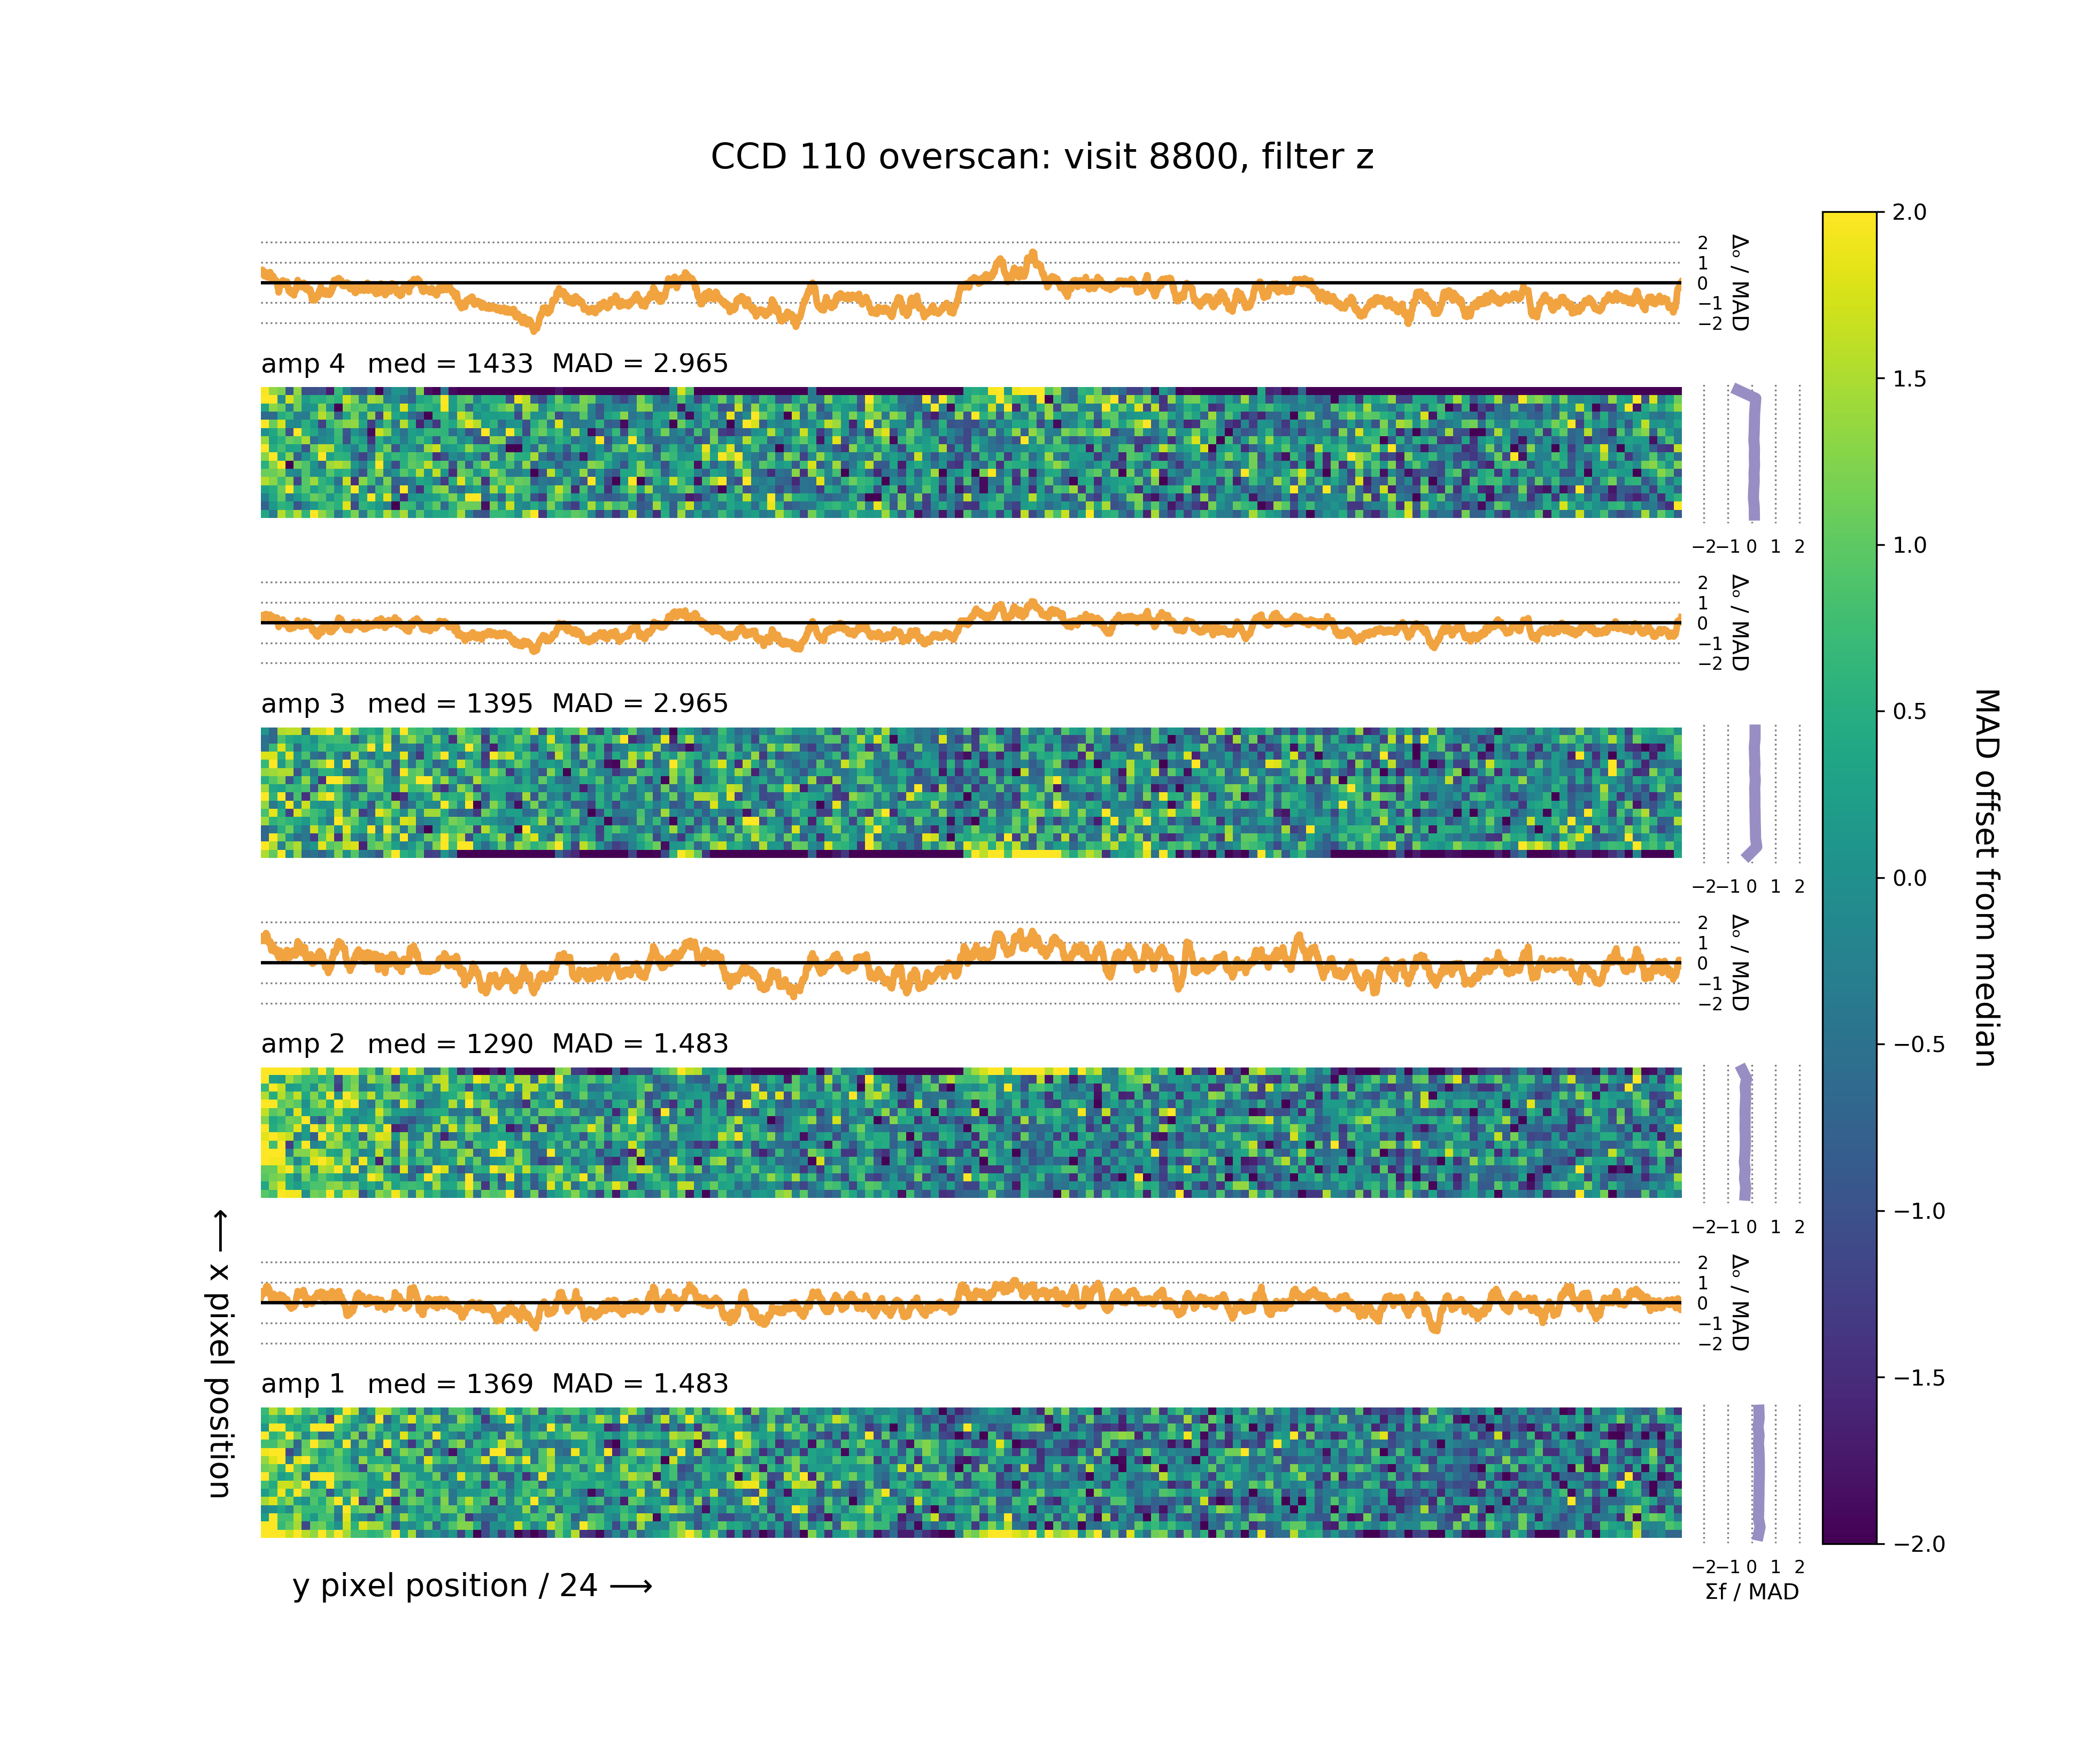 CCD 110 overscan: visit 8800, filter z
2
1
0
−1
−2
Δₒ / MAD
amp 4 med = 1433 MAD = 2.965
−2 −1 0 1 2
2
1
0
−1
−2
Δₒ / MAD
amp 3 med = 1395 MAD = 2.965
−2 −1 0 1 2
2
1
0
−1
−2
Δₒ / MAD
amp 2 med = 1290 MAD = 1.483
−2 −1 0 1 2
2
1
0
−1
−2
Δₒ / MAD
amp 1 med = 1369 MAD = 1.483
−2 −1 0 1 2
Σf / MAD
y pixel position / 24 ⟶
⟵ x pixel position
2.0
1.5
1.0
0.5
0.0
−0.5
−1.0
−1.5
−2.0
MAD offset from median